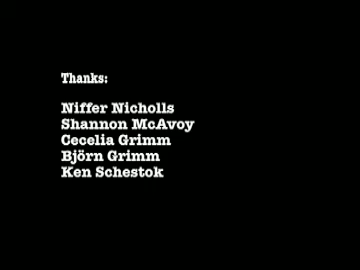 Thanks:
Niffer Nicholls
Shannon McAvoy
Cecelia Grimm
Björn Grimm
Ken Schestok